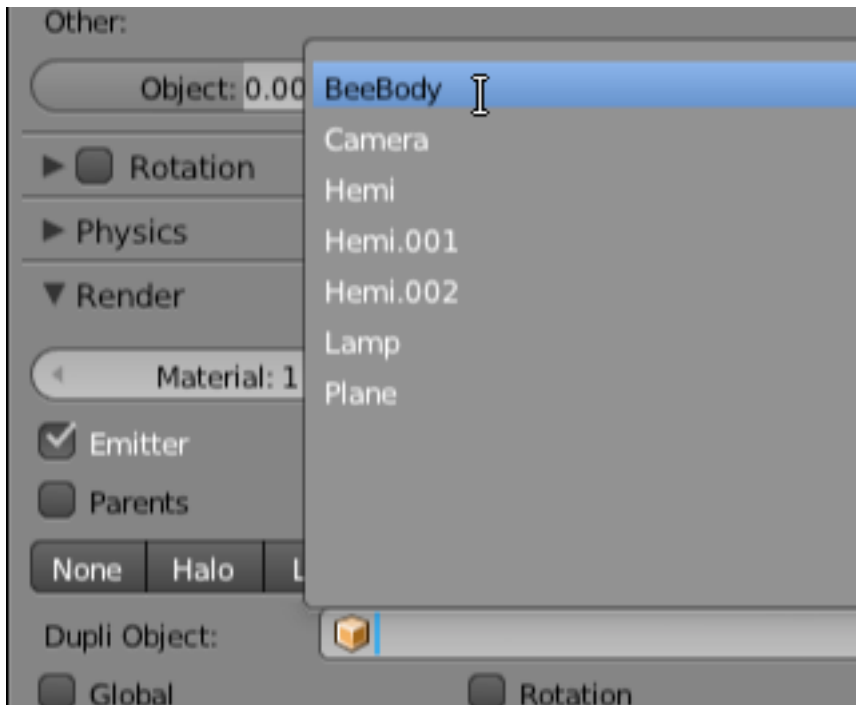 Other:
Object: 0.00
BeeBody
Camera
Rotation
Hemi
Physics
Hemi.001
Render
Hemi.002
Lamp
Material: 1
Plane
Emitter
Parents
None Halo L
Dupli Object:
Global Rotation